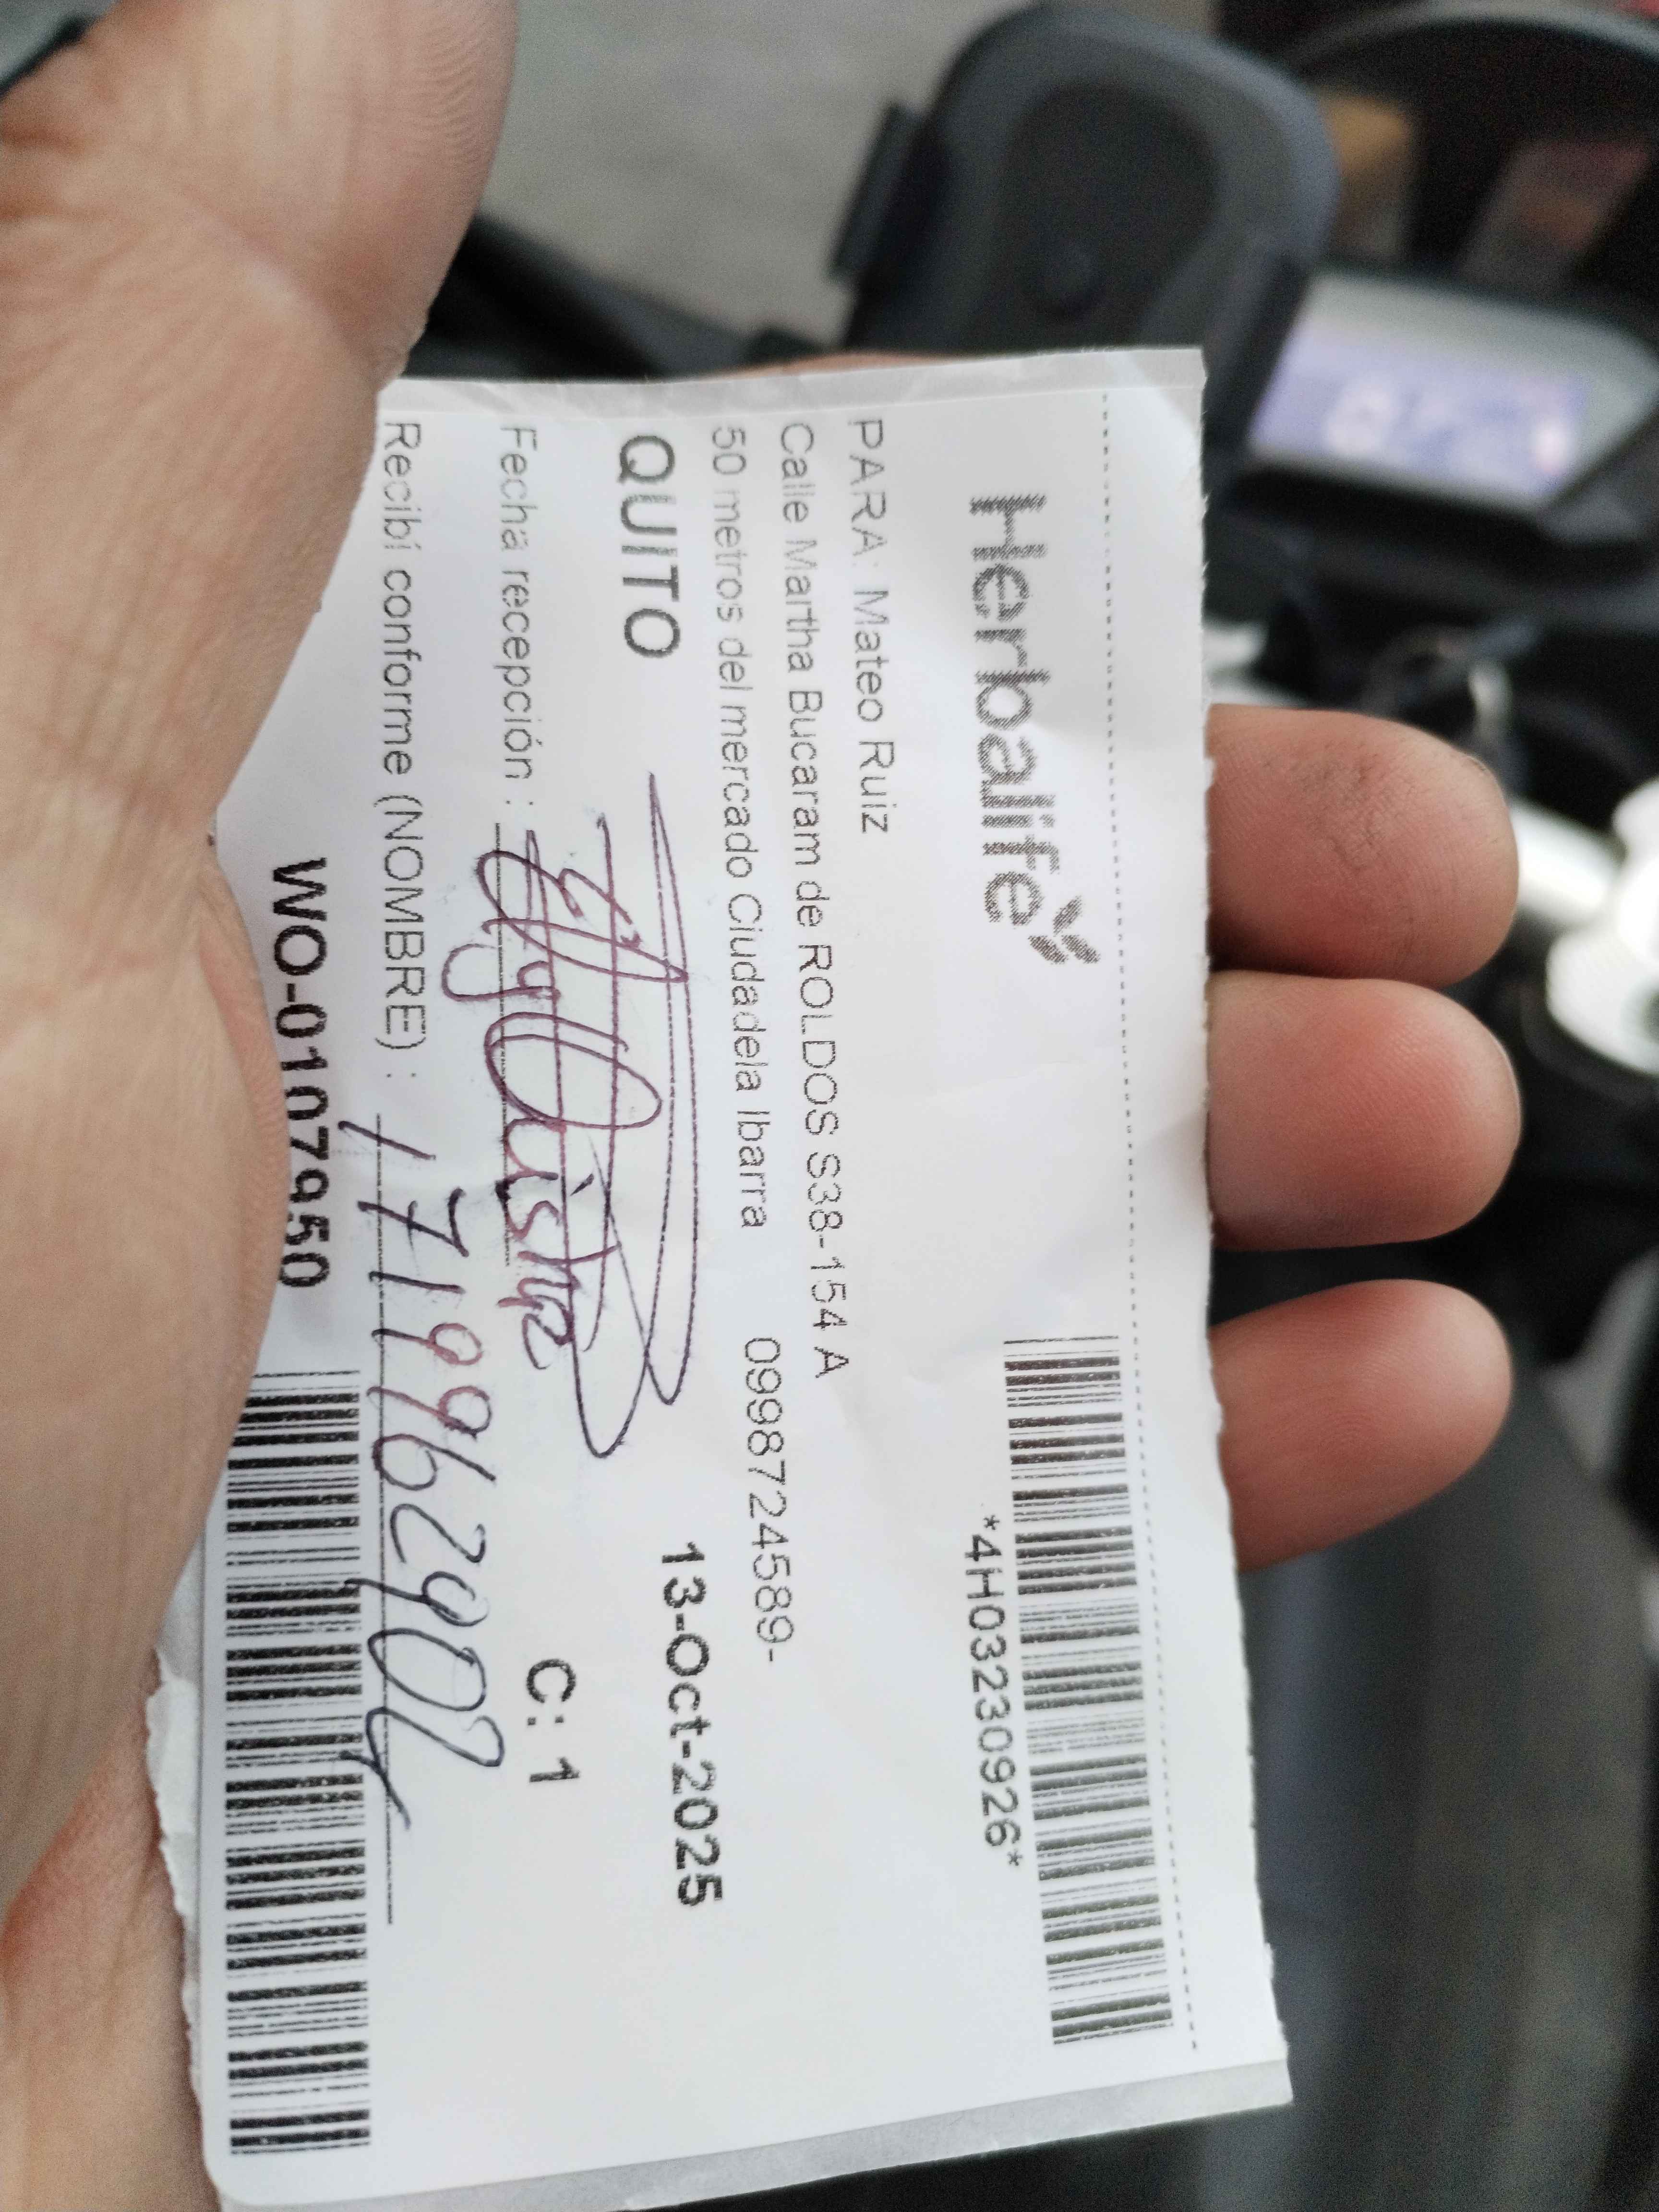 Herbalife
*4H03230926*
PARA: Mateo Ruiz
Calle Martha Bucaram de ROLDOS S38-154 A
50 metros del mercado Ciudadela Ibarra 0998724589-
QUITO 13-Oct-2025
Fecha recepción : C: 1
Recibí conforme (NOMBRE) :
WO-0107950